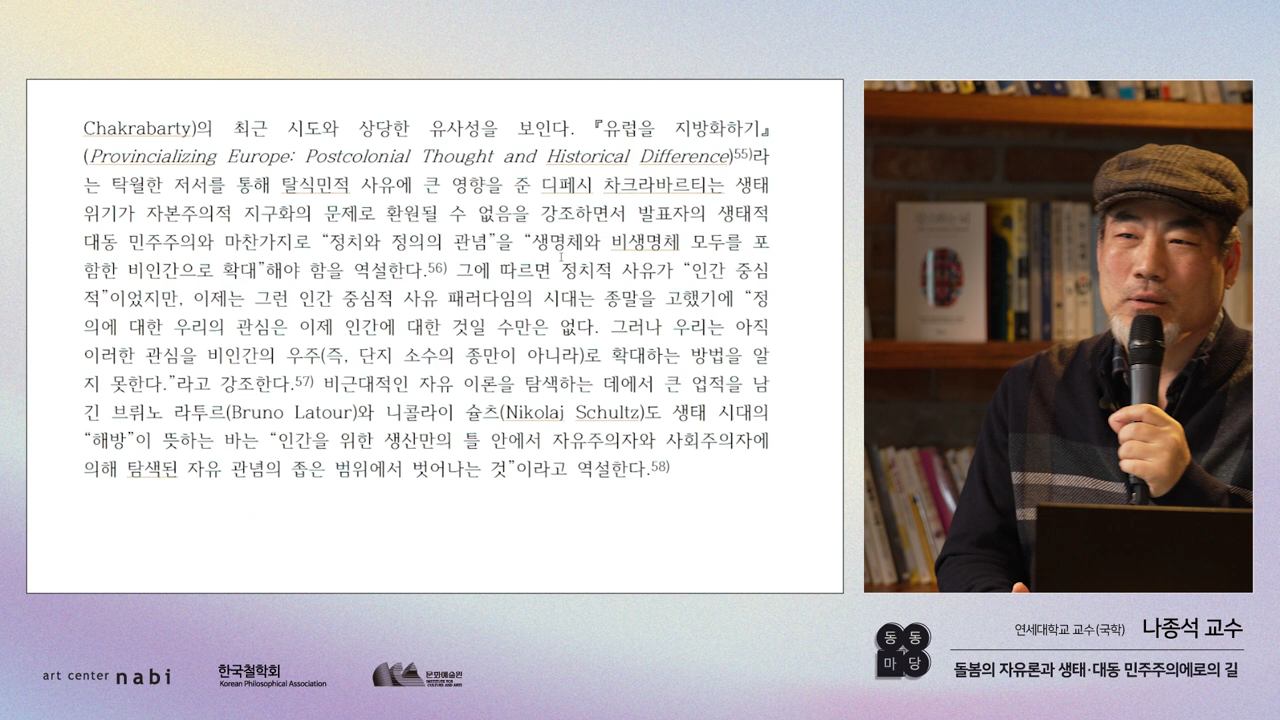 Chakrabarty)의 최근 시도와 상당한 유사성을 보인다. 『유럽을 지방화하기』
(Provincializing Europe: Postcolonial Thought and Historical Difference)55)라
는 탁월한 저서를 통해 탈식민적 사유에 큰 영향을 준 디페시 차크라바르티는 생태
위기가 자본주의적 지구화의 문제로 환원될 수 없음을 강조하면서 발표자의 생태적
대동 민주주의와 마찬가지로 “정치와 정의의 관념”을 “생명체와 비생명체 모두를 포
함한 비인간으로 확대”해야 함을 역설한다.56) 그에 따르면 정치적 사유가 “인간 중심
적”이었지만, 이제는 그런 인간 중심적 사유 패러다임의 시대는 종말을 고했기에 “정
의에 대한 우리의 관심은 이제 인간에 대한 것일 수만은 없다. 그러나 우리는 아직
이러한 관심을 비인간의 우주(즉, 단지 소수의 종만이 아니라)로 확대하는 방법을 알
지 못한다.”라고 강조한다.57) 비근대적인 자유 이론을 탐색하는 데에서 큰 업적을 남
긴 브뤼노 라투르(Bruno Latour)와 니콜라이 슐츠(Nikolaj Schultz)도 생태 시대의
“해방”이 뜻하는 바는 “인간을 위한 생산만의 틀 안에서 자유주의자와 사회주의자에
의해 탐색된 자유 관념의 좁은 범위에서 벗어나는 것”이라고 역설한다.58)
동동
마당
연세대학교 교수(국학) 나종석 교수
돌봄의 자유론과 생태·대동 민주주의에로의 길
art center nabi
한국철학회
Korean Philosophical Association
문화예술원
INSTITUTE FOR
CULTURE AND ARTS